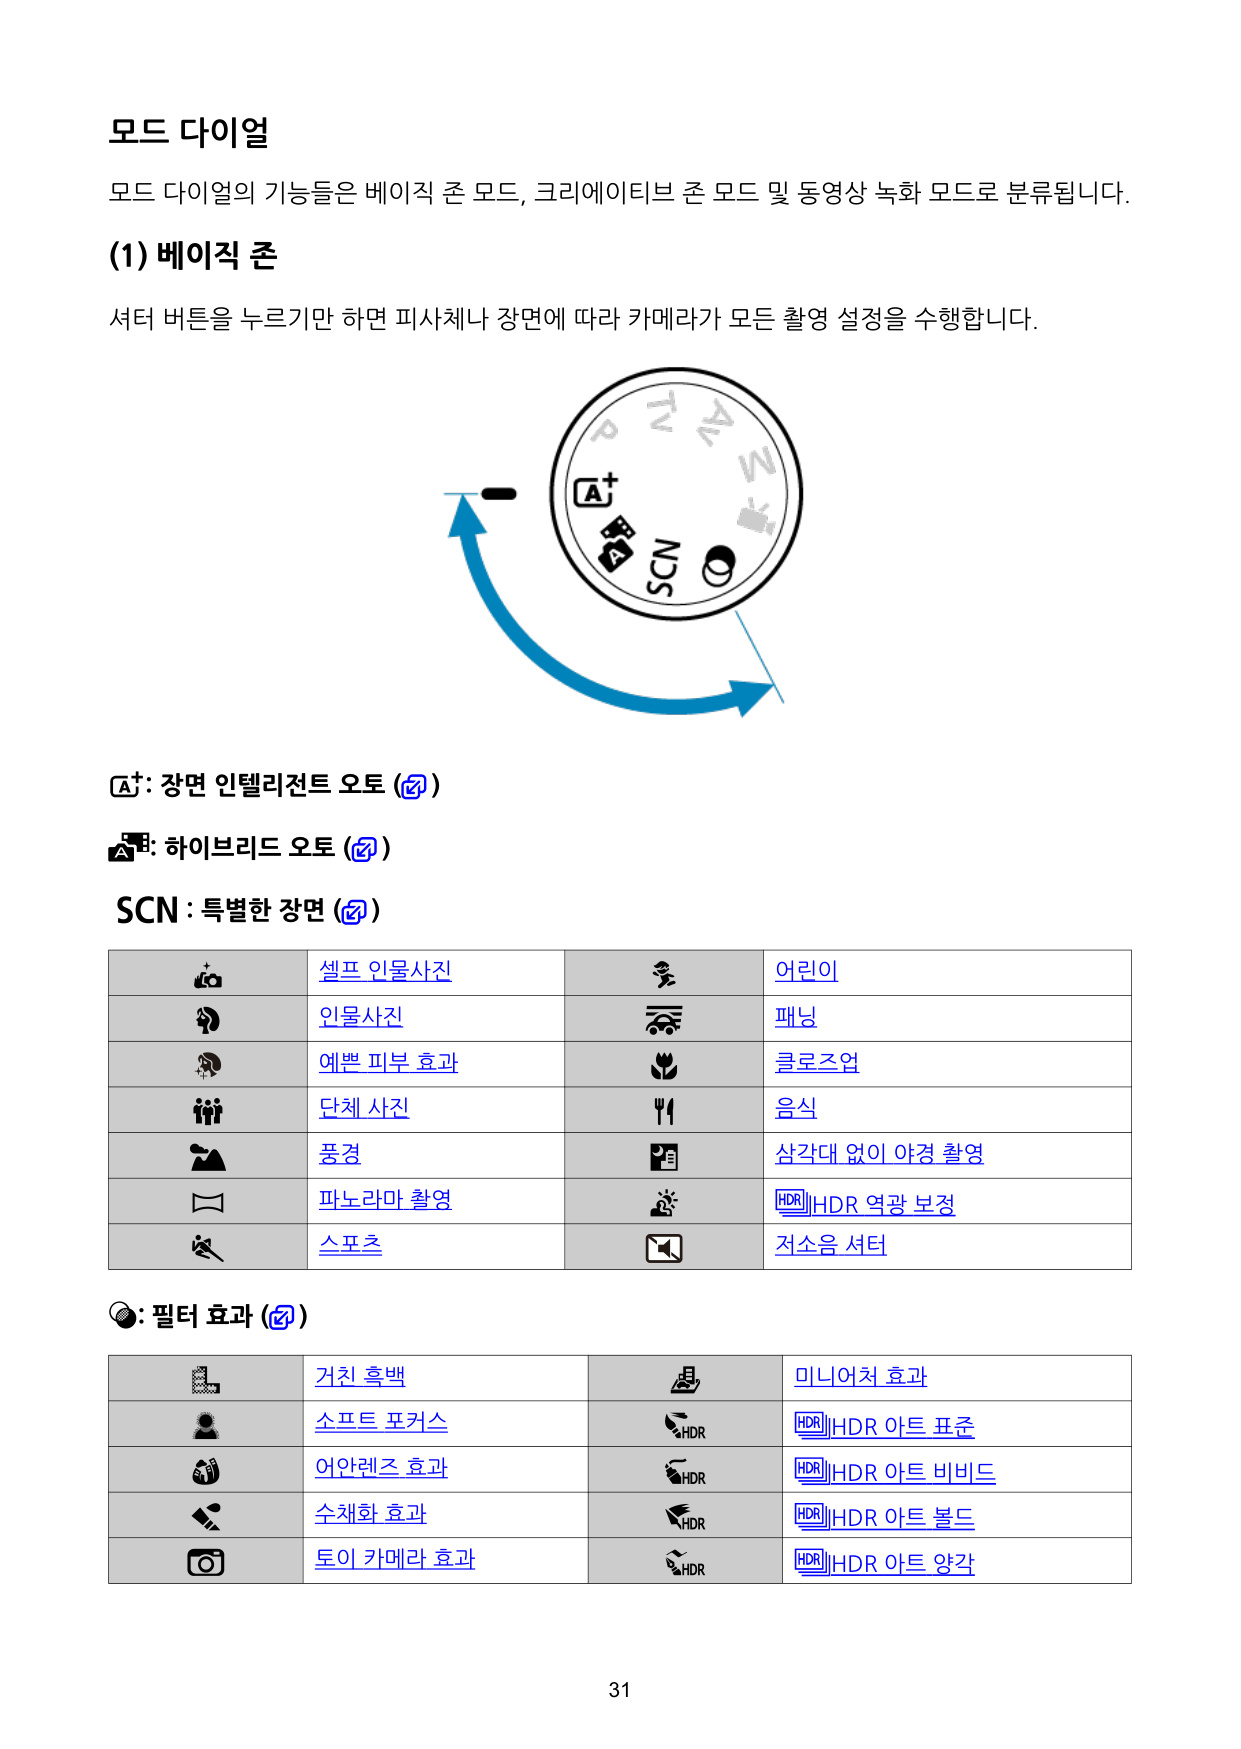 모드 다이얼
모드 다이얼의 기능들은 베이직 존 모드, 크리에이티브 존 모드 및 동영상 녹화 모드로 분류됩니다.
(1) 베이직 존
셔터 버튼을 누르기만 하면 피사체나 장면에 따라 카메라가 모든 촬영 설정을 수행합니다.
P Tv Av M
A+
A
SCN
A+: 장면 인텔리전트 오토 ( )
A: 하이브리드 오토 ( )
SCN : 특별한 장면 ( )
셀프 인물사진 어린이
인물사진 패닝
예쁜 피부 효과 클로즈업
단체 사진 음식
풍경 삼각대 없이 야경 촬영
파노라마 촬영 HDR HDR 역광 보정
스포츠 저소음 셔터
: 필터 효과 ( )
거친 흑백 미니어처 효과
소프트 포커스 HDR HDR HDR 아트 표준
어안렌즈 효과 HDR HDR HDR 아트 비비드
수채화 효과 HDR HDR HDR 아트 볼드
토이 카메라 효과 HDR HDR HDR 아트 양각
31